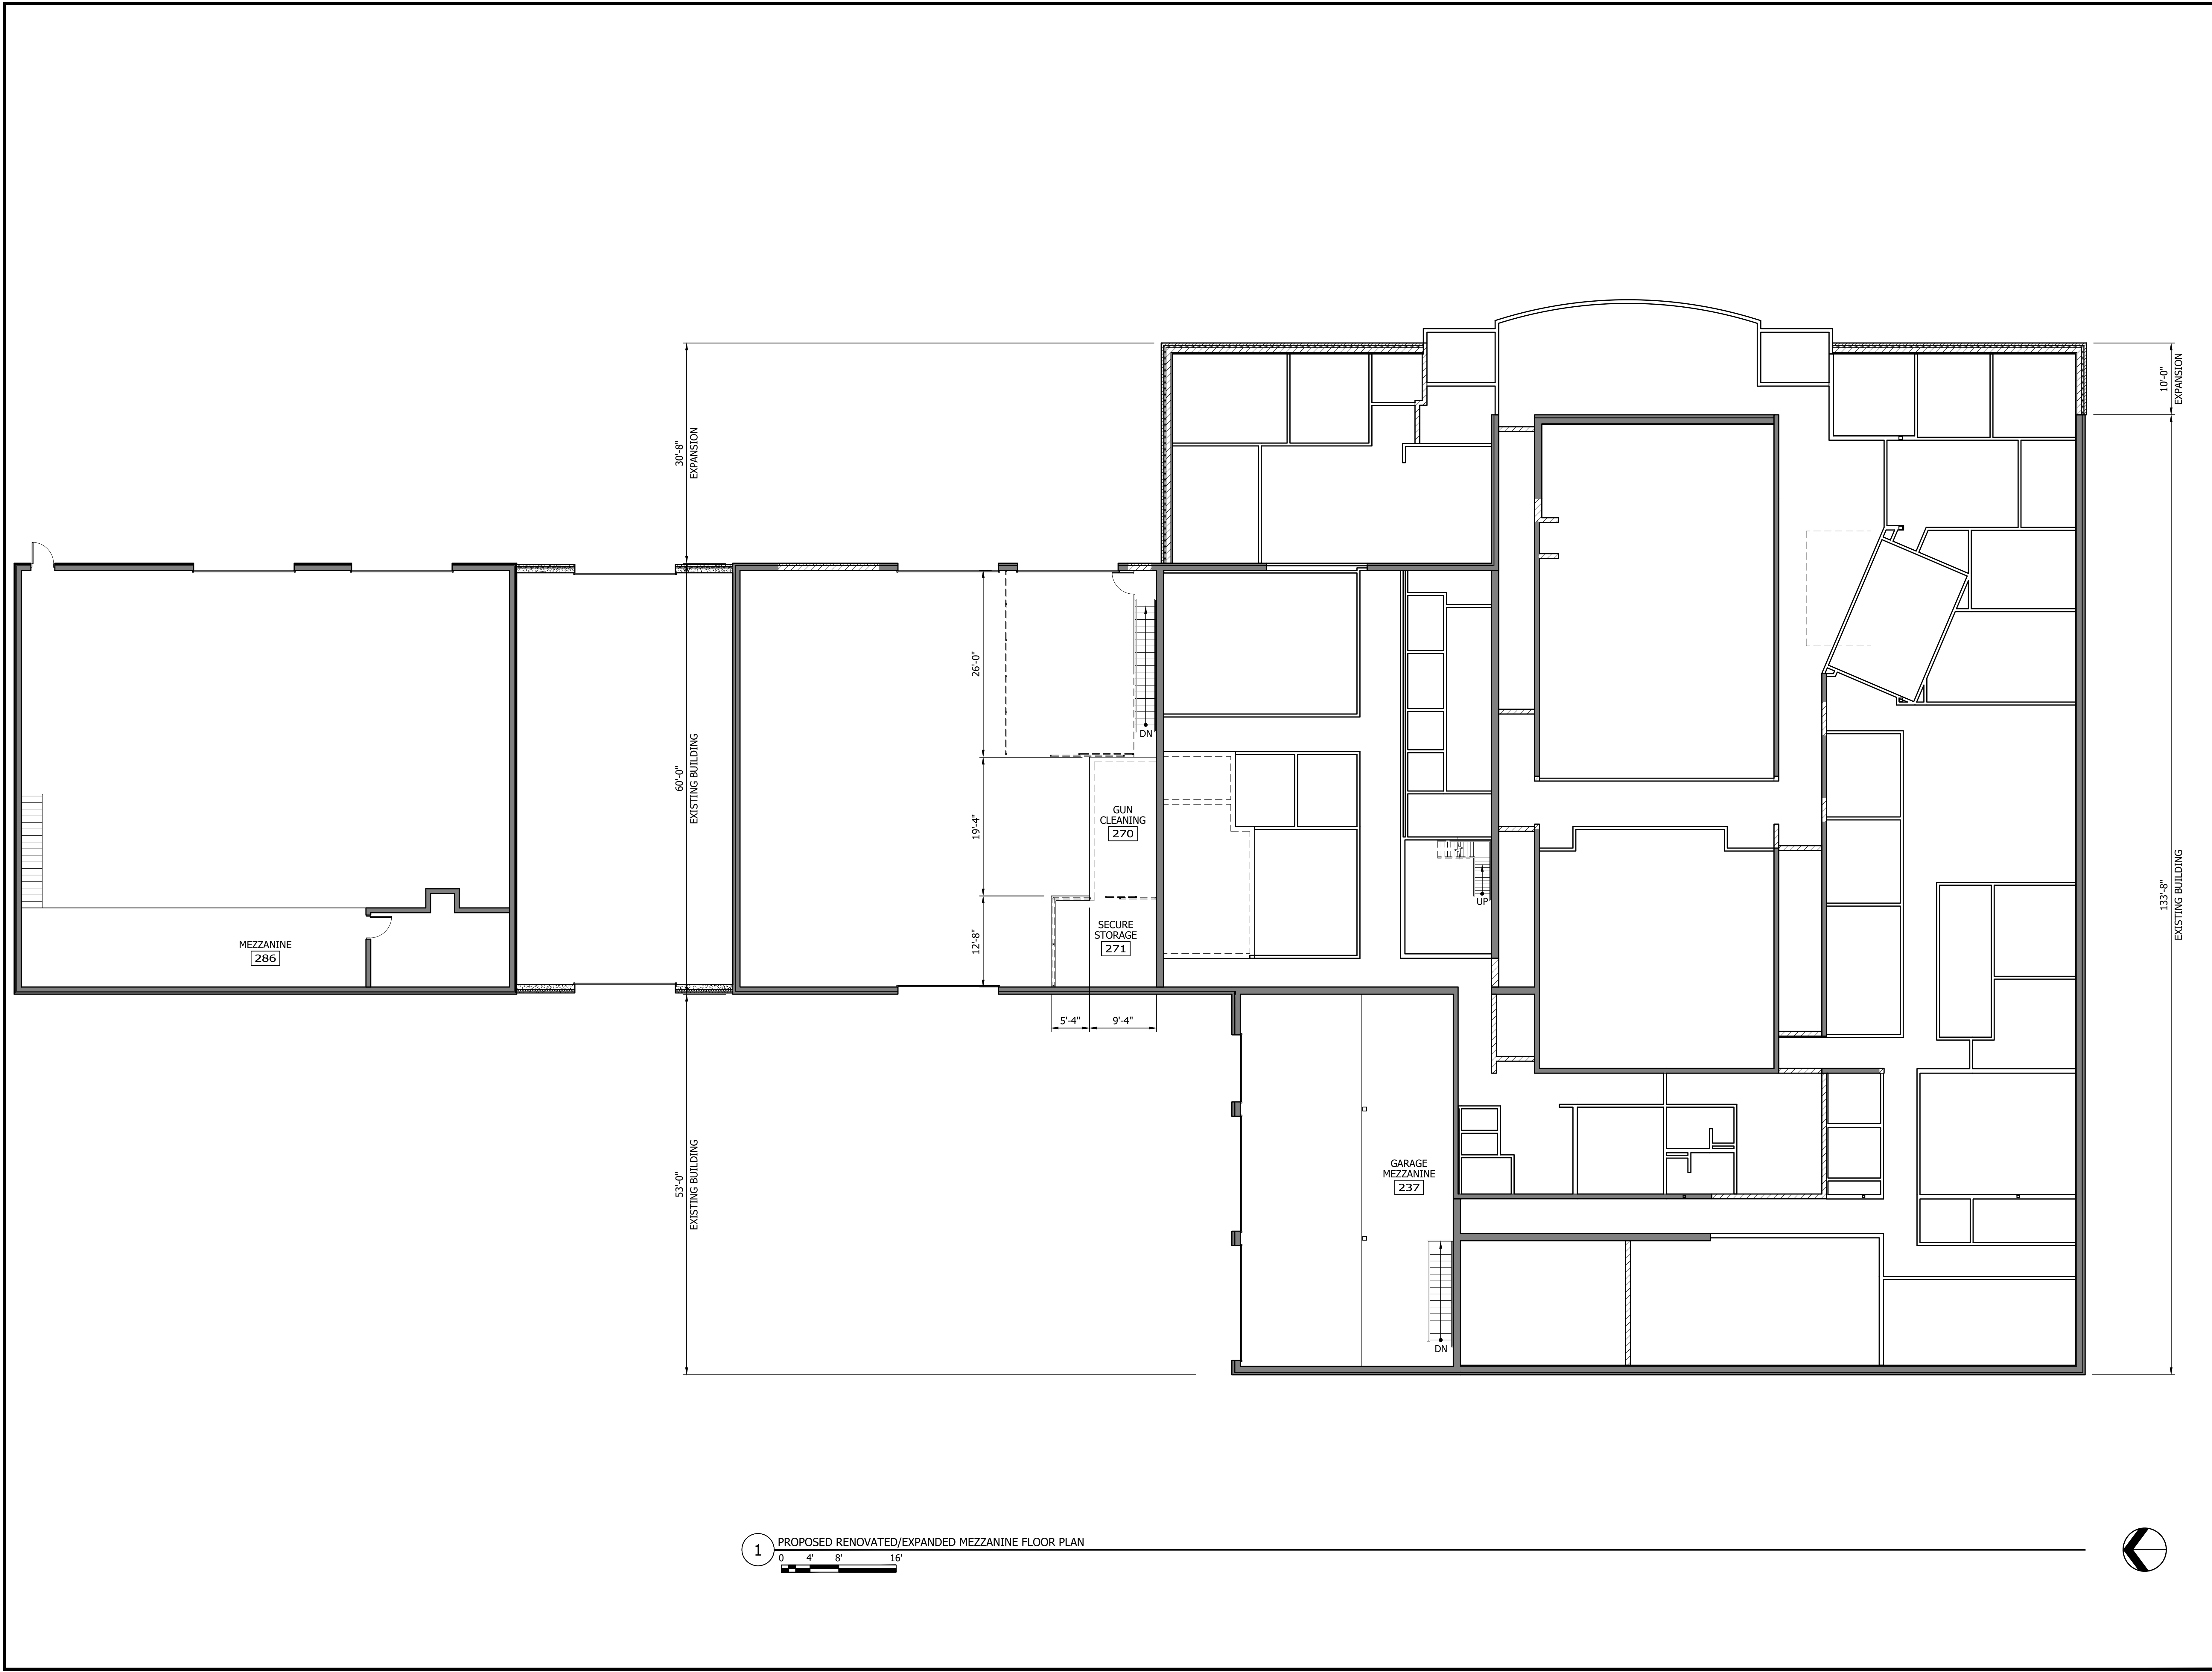 10'-0"
EXPANSION
30'-8"
EXPANSION
26'-0"
DN
60'-0"
EXISTING BUILDING
19'-4"
GUN
CLEANING
270
UP
133'-8"
EXISTING BUILDING
MEZZANINE
286
12'-8"
SECURE
STORAGE
271
5'-4"
9'-4"
53'-0"
EXISTING BUILDING
GARAGE
MEZZANINE
237
DN
1
PROPOSED RENOVATED/EXPANDED MEZZANINE FLOOR PLAN
0 4' 8' 16'